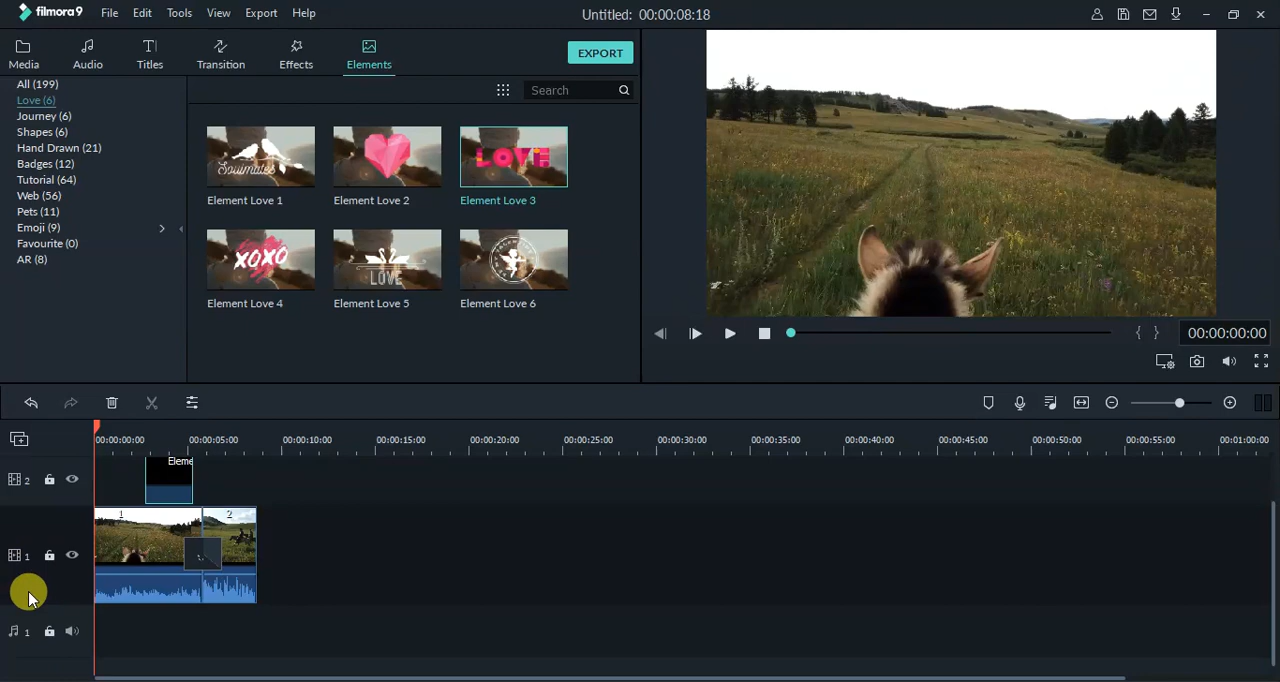 filmora9 File Edit Tools View Export Help Untitled: 00:00:08:18
Media Audio Titles Transition Effects Elements EXPORT
All (199)
Love (6)
Journey (6)
Shapes (6)
Hand Drawn (21)
Badges (12)
Tutorial (64)
Web (56)
Pets (11)
Emoji (9)
Favourite (0)
AR (8)
Search
Soulmates LOVE
Element Love 1 Element Love 2 Element Love 3
XOXO LOVE
Element Love 4 Element Love 5 Element Love 6
{ } 00:00:00:00
00:00:00:00 00:00:05:00 00:00:10:00 00:00:15:00 00:00:20:00 00:00:25:00 00:00:30:00 00:00:35:00 00:00:40:00 00:00:45:00 00:00:50:00 00:00:55:00 00:01:00:00
2 Eleme
1 2
1
1